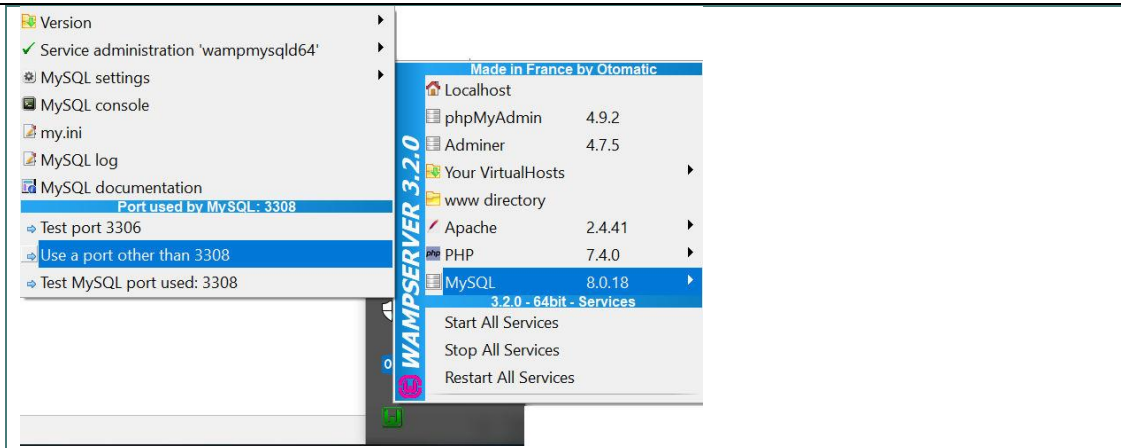 Version
Service administration 'wampmysqld64'
MySQL settings
MySQL console
my.ini
MySQL log
MySQL documentation
Port used by MySQL: 3308
Test port 3306
Use a port other than 3308
Test MySQL port used: 3308
WAMPSERVER 3.2.0
Made in France by Otomatic
Localhost
phpMyAdmin 4.9.2
Adminer 4.7.5
Your VirtualHosts
www directory
Apache 2.4.41
php PHP 7.4.0
MySQL 8.0.18
3.2.0 - 64bit - Services
Start All Services
Stop All Services
Restart All Services
0